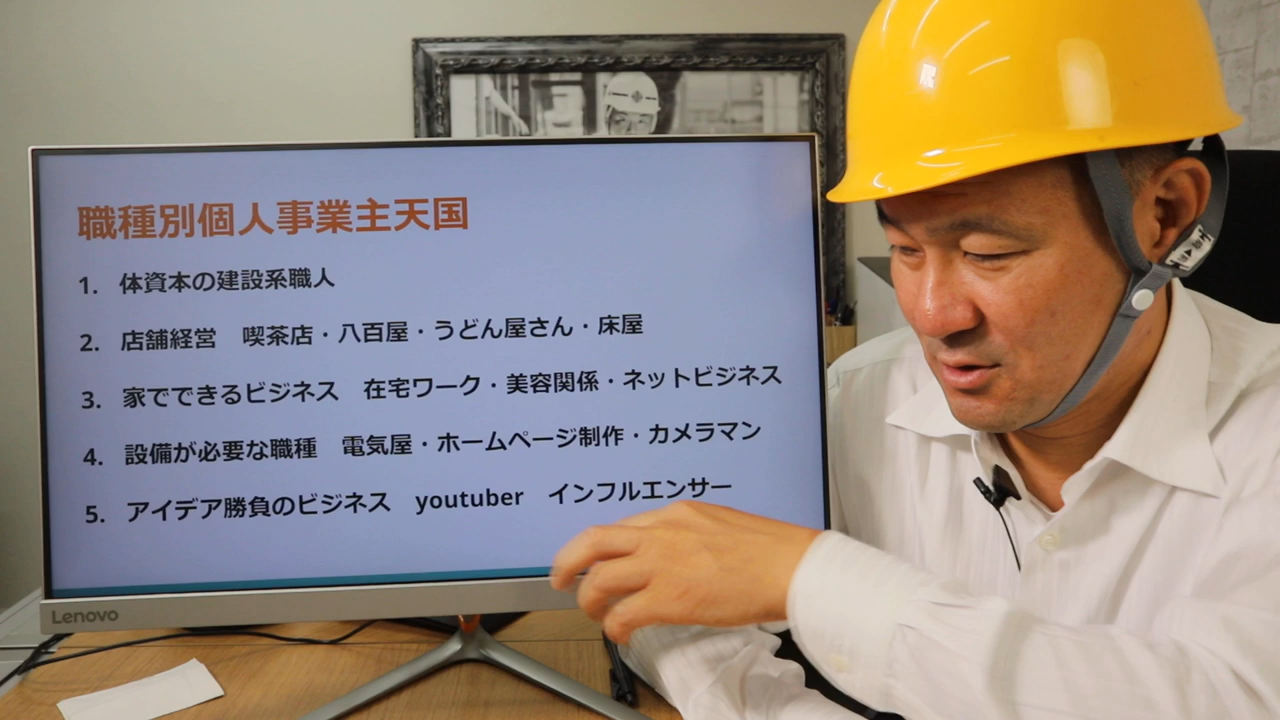 職種別個人事業主天国
1. 体資本の建設系職人
2. 店舗経営 喫茶店・八百屋・うどん屋さん・床屋
3. 家でできるビジネス 在宅ワーク・美容関係・ネットビジネス
4. 設備が必要な職種 電気屋・ホームページ制作・カメラマン
5. アイデア勝負のビジネス youtuber インフルエンサー
Lenovo